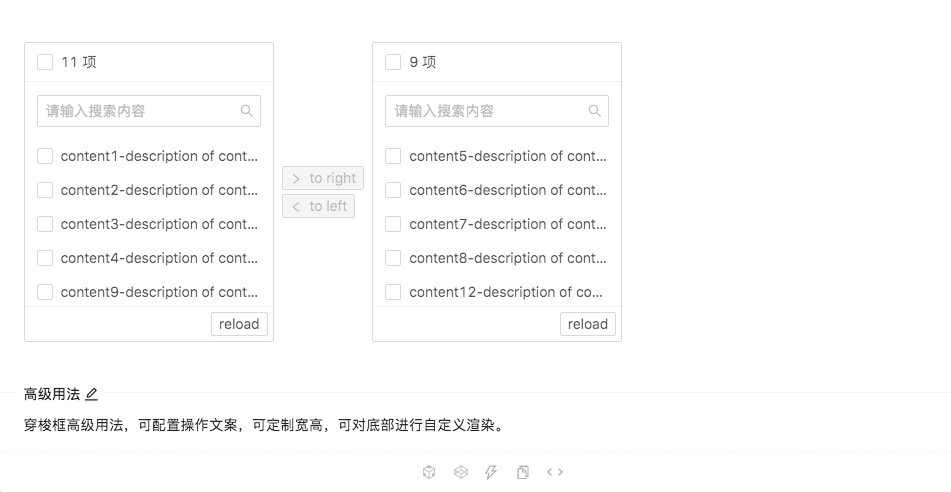 11 项
请输入搜索内容
content1-description of cont...
content2-description of cont...
content3-description of cont...
content4-description of cont...
content9-description of cont...
reload
> to right
< to left
9 项
请输入搜索内容
content5-description of cont...
content6-description of cont...
content7-description of cont...
content8-description of cont...
content12-description of co...
reload
高级用法
穿梭框高级用法，可配置操作文案，可定制宽高，可对底部进行自定义渲染。